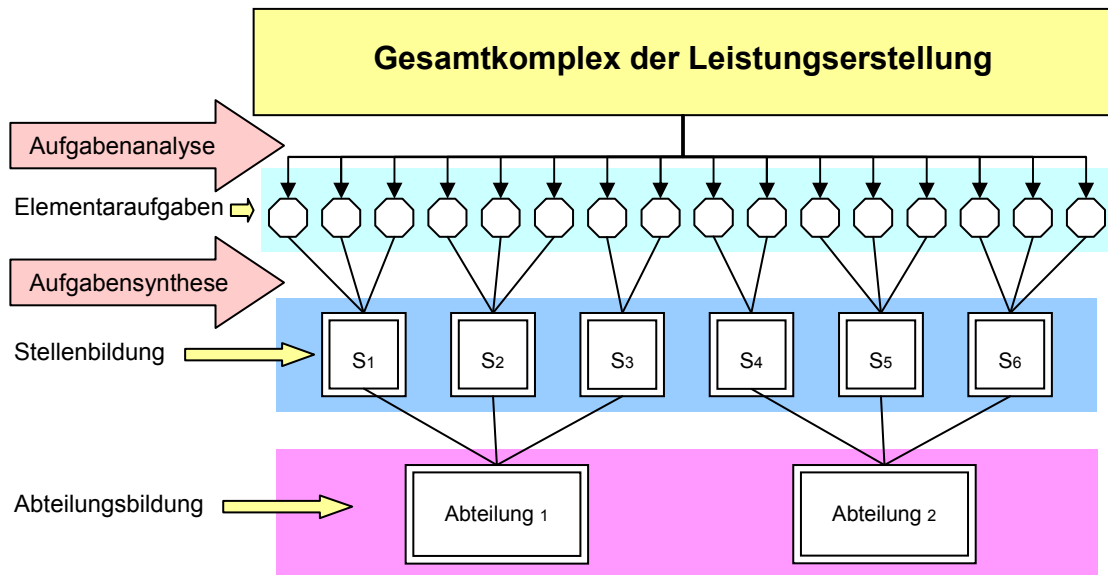 Gesamtkomplex der Leistungserstellung
Aufgabenanalyse
Elementaraufgaben
Aufgabensynthese
Stellenbildung
S1 S2 S3 S4 S5 S6
Abteilungsbildung
Abteilung 1 Abteilung 2